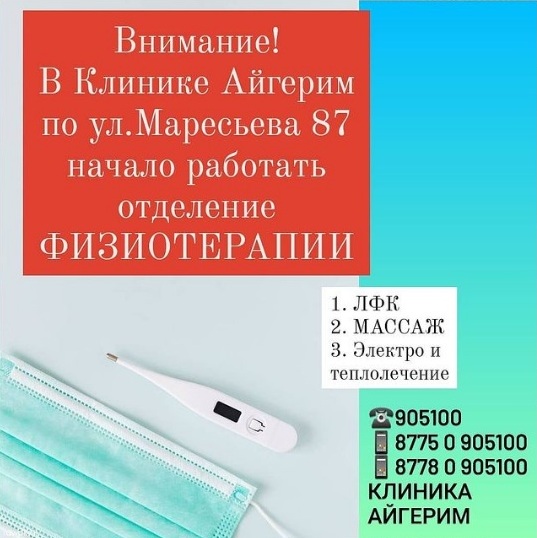 Внимание!
В Клинике Айгерим
по ул.Маресьева 87
начало работать
отделение
ФИЗИОТЕРАПИИ
1. ЛФК
2. МАССАЖ
3. Электро и
теплолечение
905100
8775 0 905100
8778 0 905100
КЛИНИКА
АЙГЕРИМ